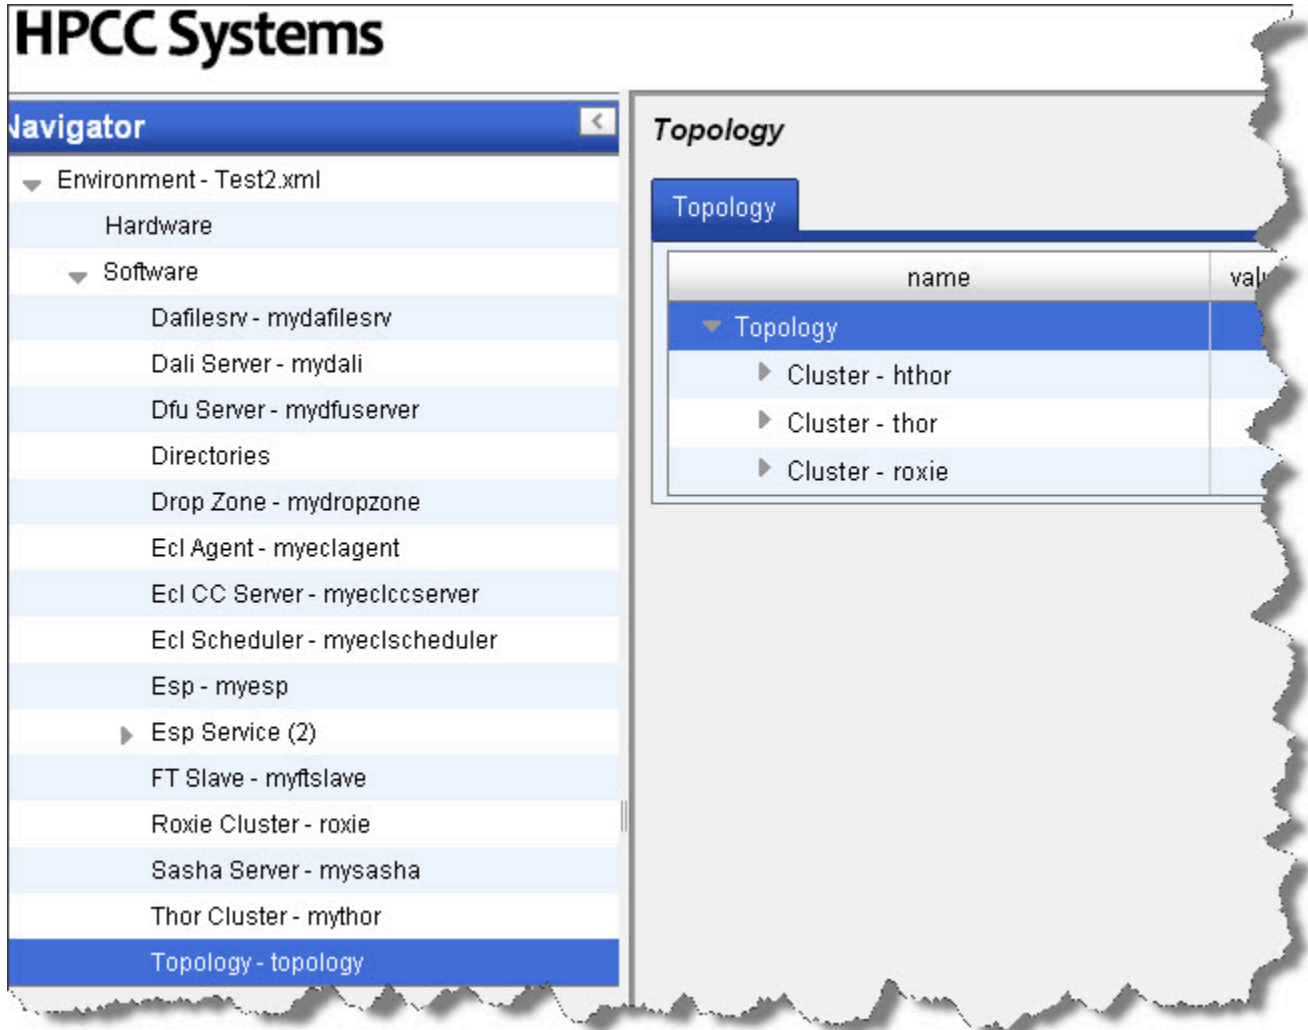 HPCC Systems
Navigator
Environment - Test2.xml
Hardware
Software
Dafilesrv - mydafilesrv
Dali Server - mydali
Dfu Server - mydfuserver
Directories
Drop Zone - mydropzone
Ecl Agent - myeclagent
Ecl CC Server - myeclccserver
Ecl Scheduler - myeclscheduler
Esp - myesp
Esp Service (2)
FT Slave - myftslave
Roxie Cluster - roxie
Sasha Server - mysasha
Thor Cluster - mythor
Topology - topology
Topology
Topology
name
Topology
Cluster - hthor
Cluster - thor
Cluster - roxie